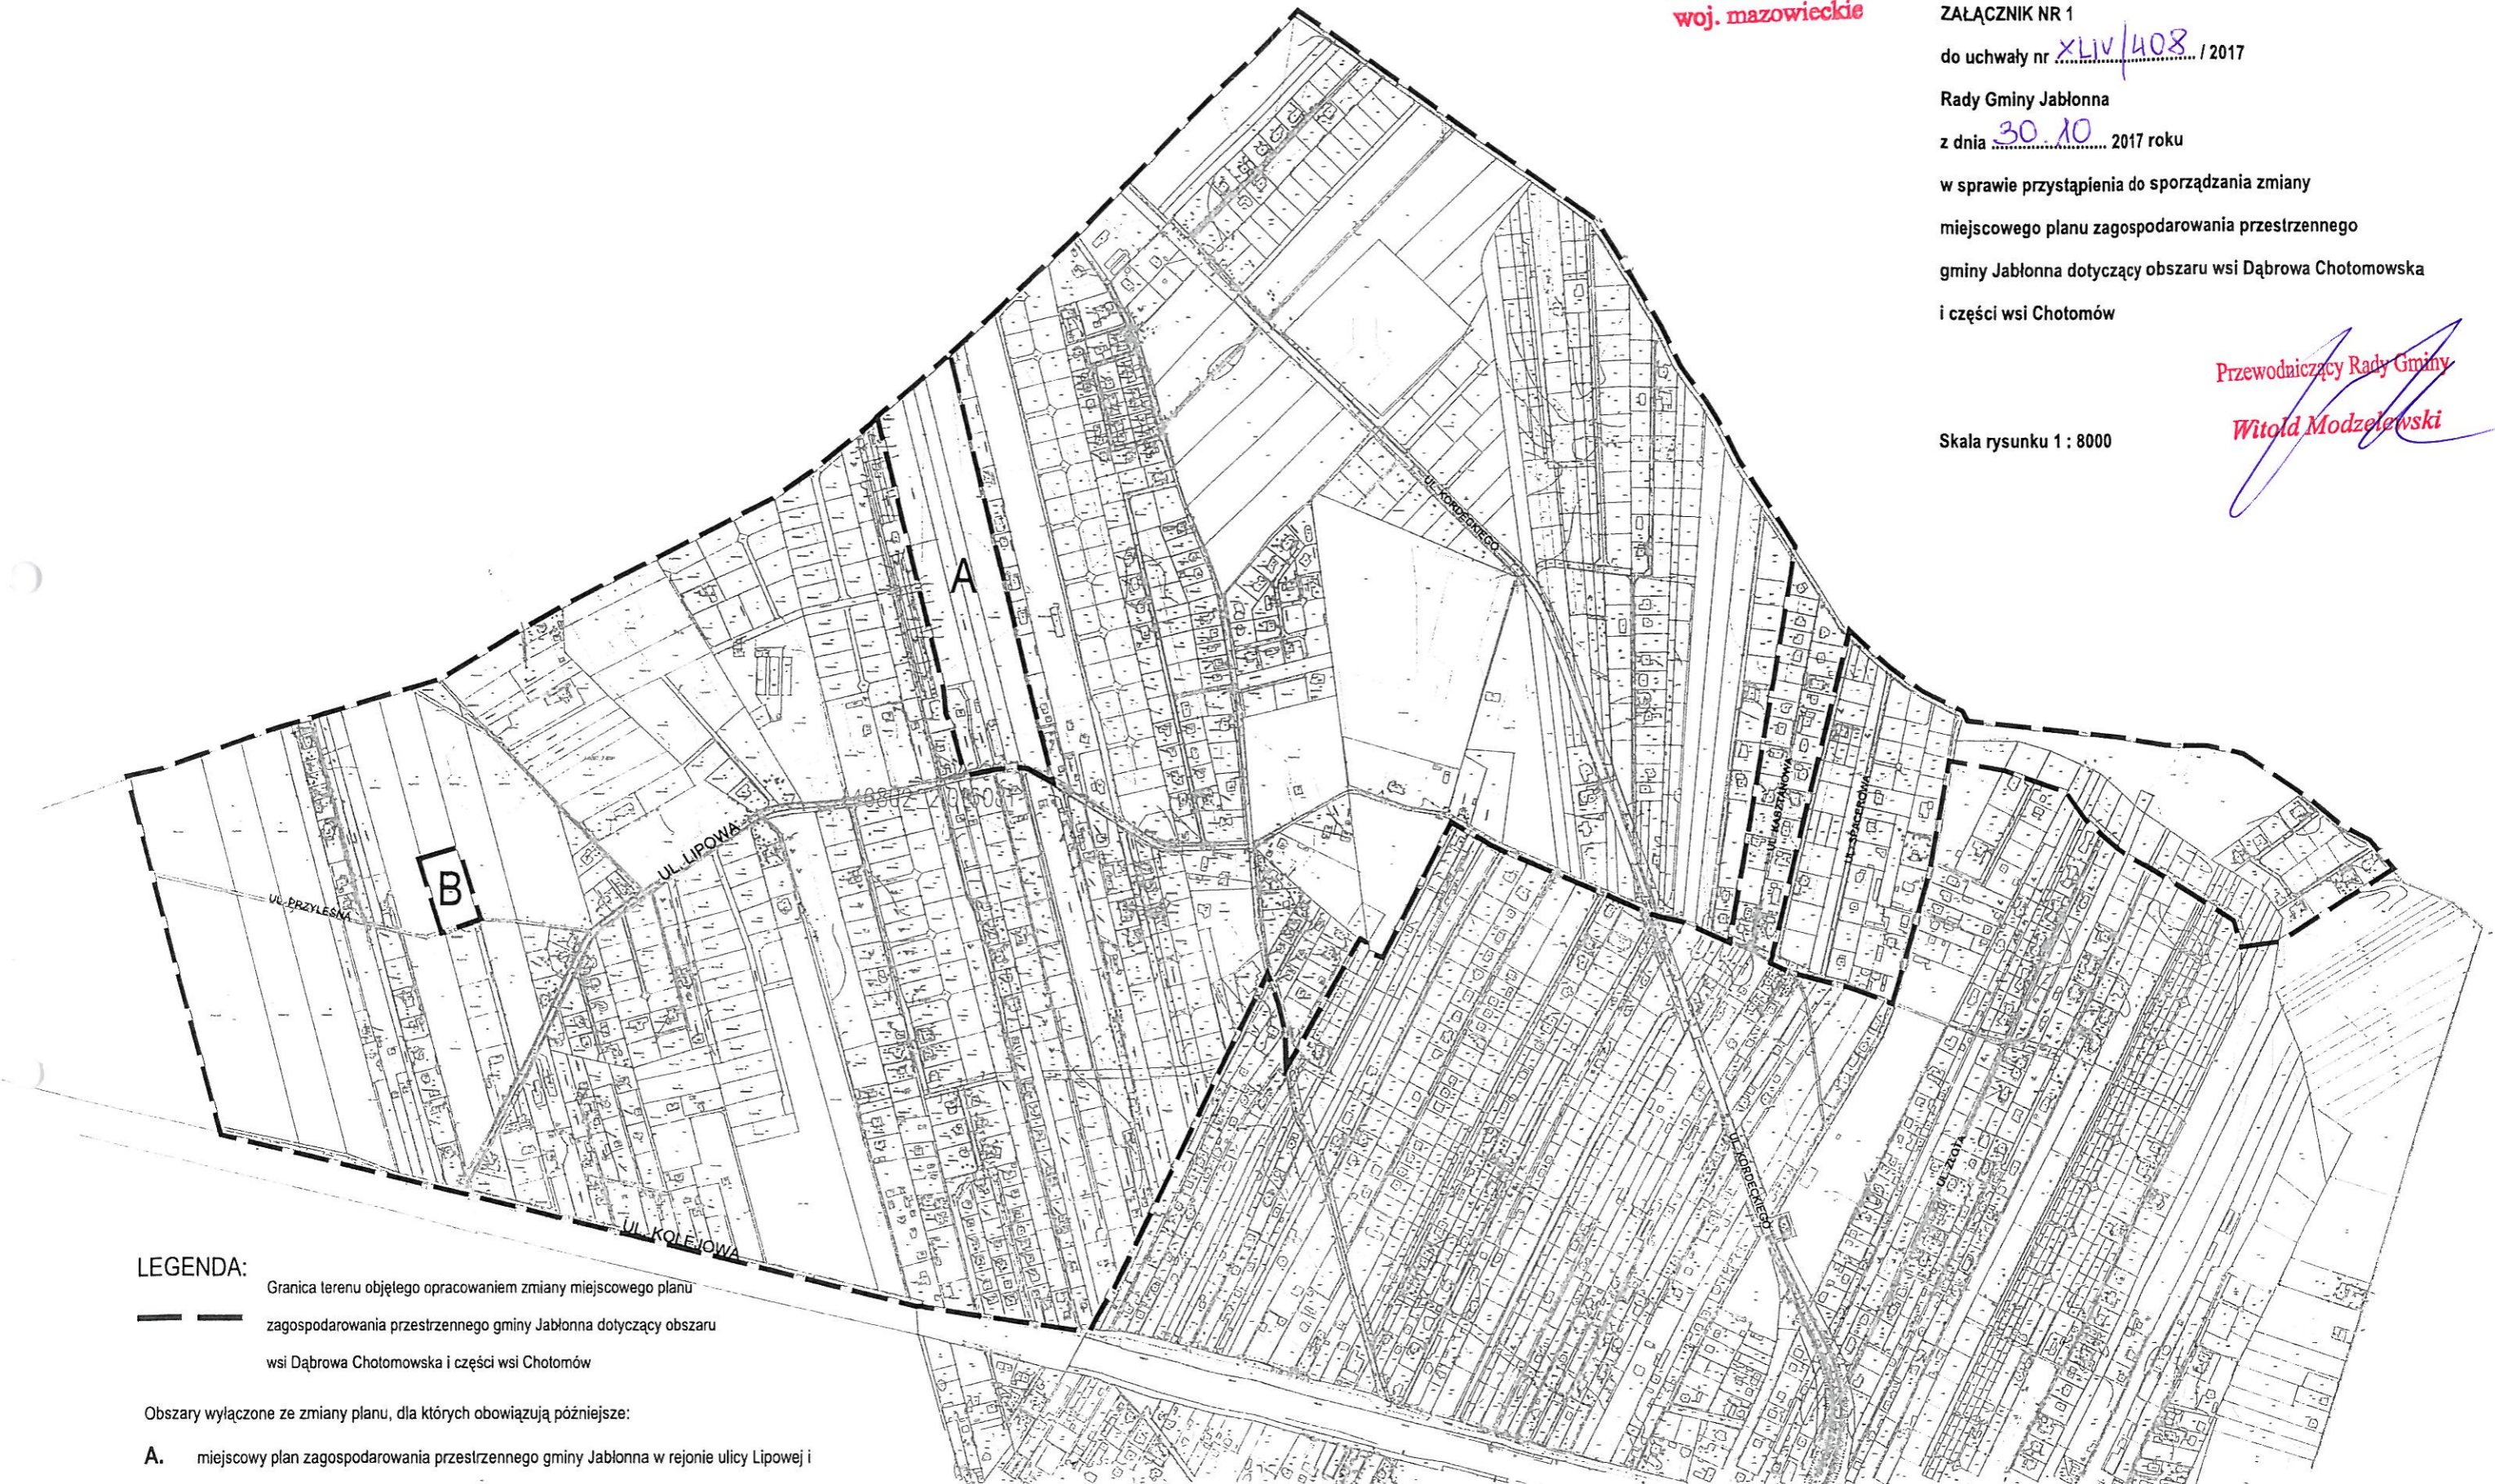 woj. mazowieckie
ZAŁĄCZNIK NR 1
do uchwały nr XLIV/408 / 2017
Rady Gminy Jabłonna
z dnia 30.10 2017 roku
w sprawie przystąpienia do sporządzania zmiany
miejscowego planu zagospodarowania przestrzennego
gminy Jabłonna dotyczący obszaru wsi Dąbrowa Chotomowska
i części wsi Chotomów
Przewodniczący Rady Gminy
Witold Modzelewski
Skala rysunku 1 : 8000
UL. KORDECKIEGO
A
UL. KASZTANOWA
UL. SPACEROWA
UL. LIPOWA
B
UL. PRZYLEŚNA
UL. KORDECKIEGO
UL. ZŁOTA
UL. KOLEJOWA
LEGENDA:
Granica terenu objętego opracowaniem zmiany miejscowego planu
zagospodarowania przestrzennego gminy Jabłonna dotyczący obszaru
wsi Dąbrowa Chotomowska i części wsi Chotomów
Obszary wyłączone ze zmiany planu, dla których obowiązują późniejsze:
A. miejscowy plan zagospodarowania przestrzennego gminy Jabłonna w rejonie ulicy Lipowej i